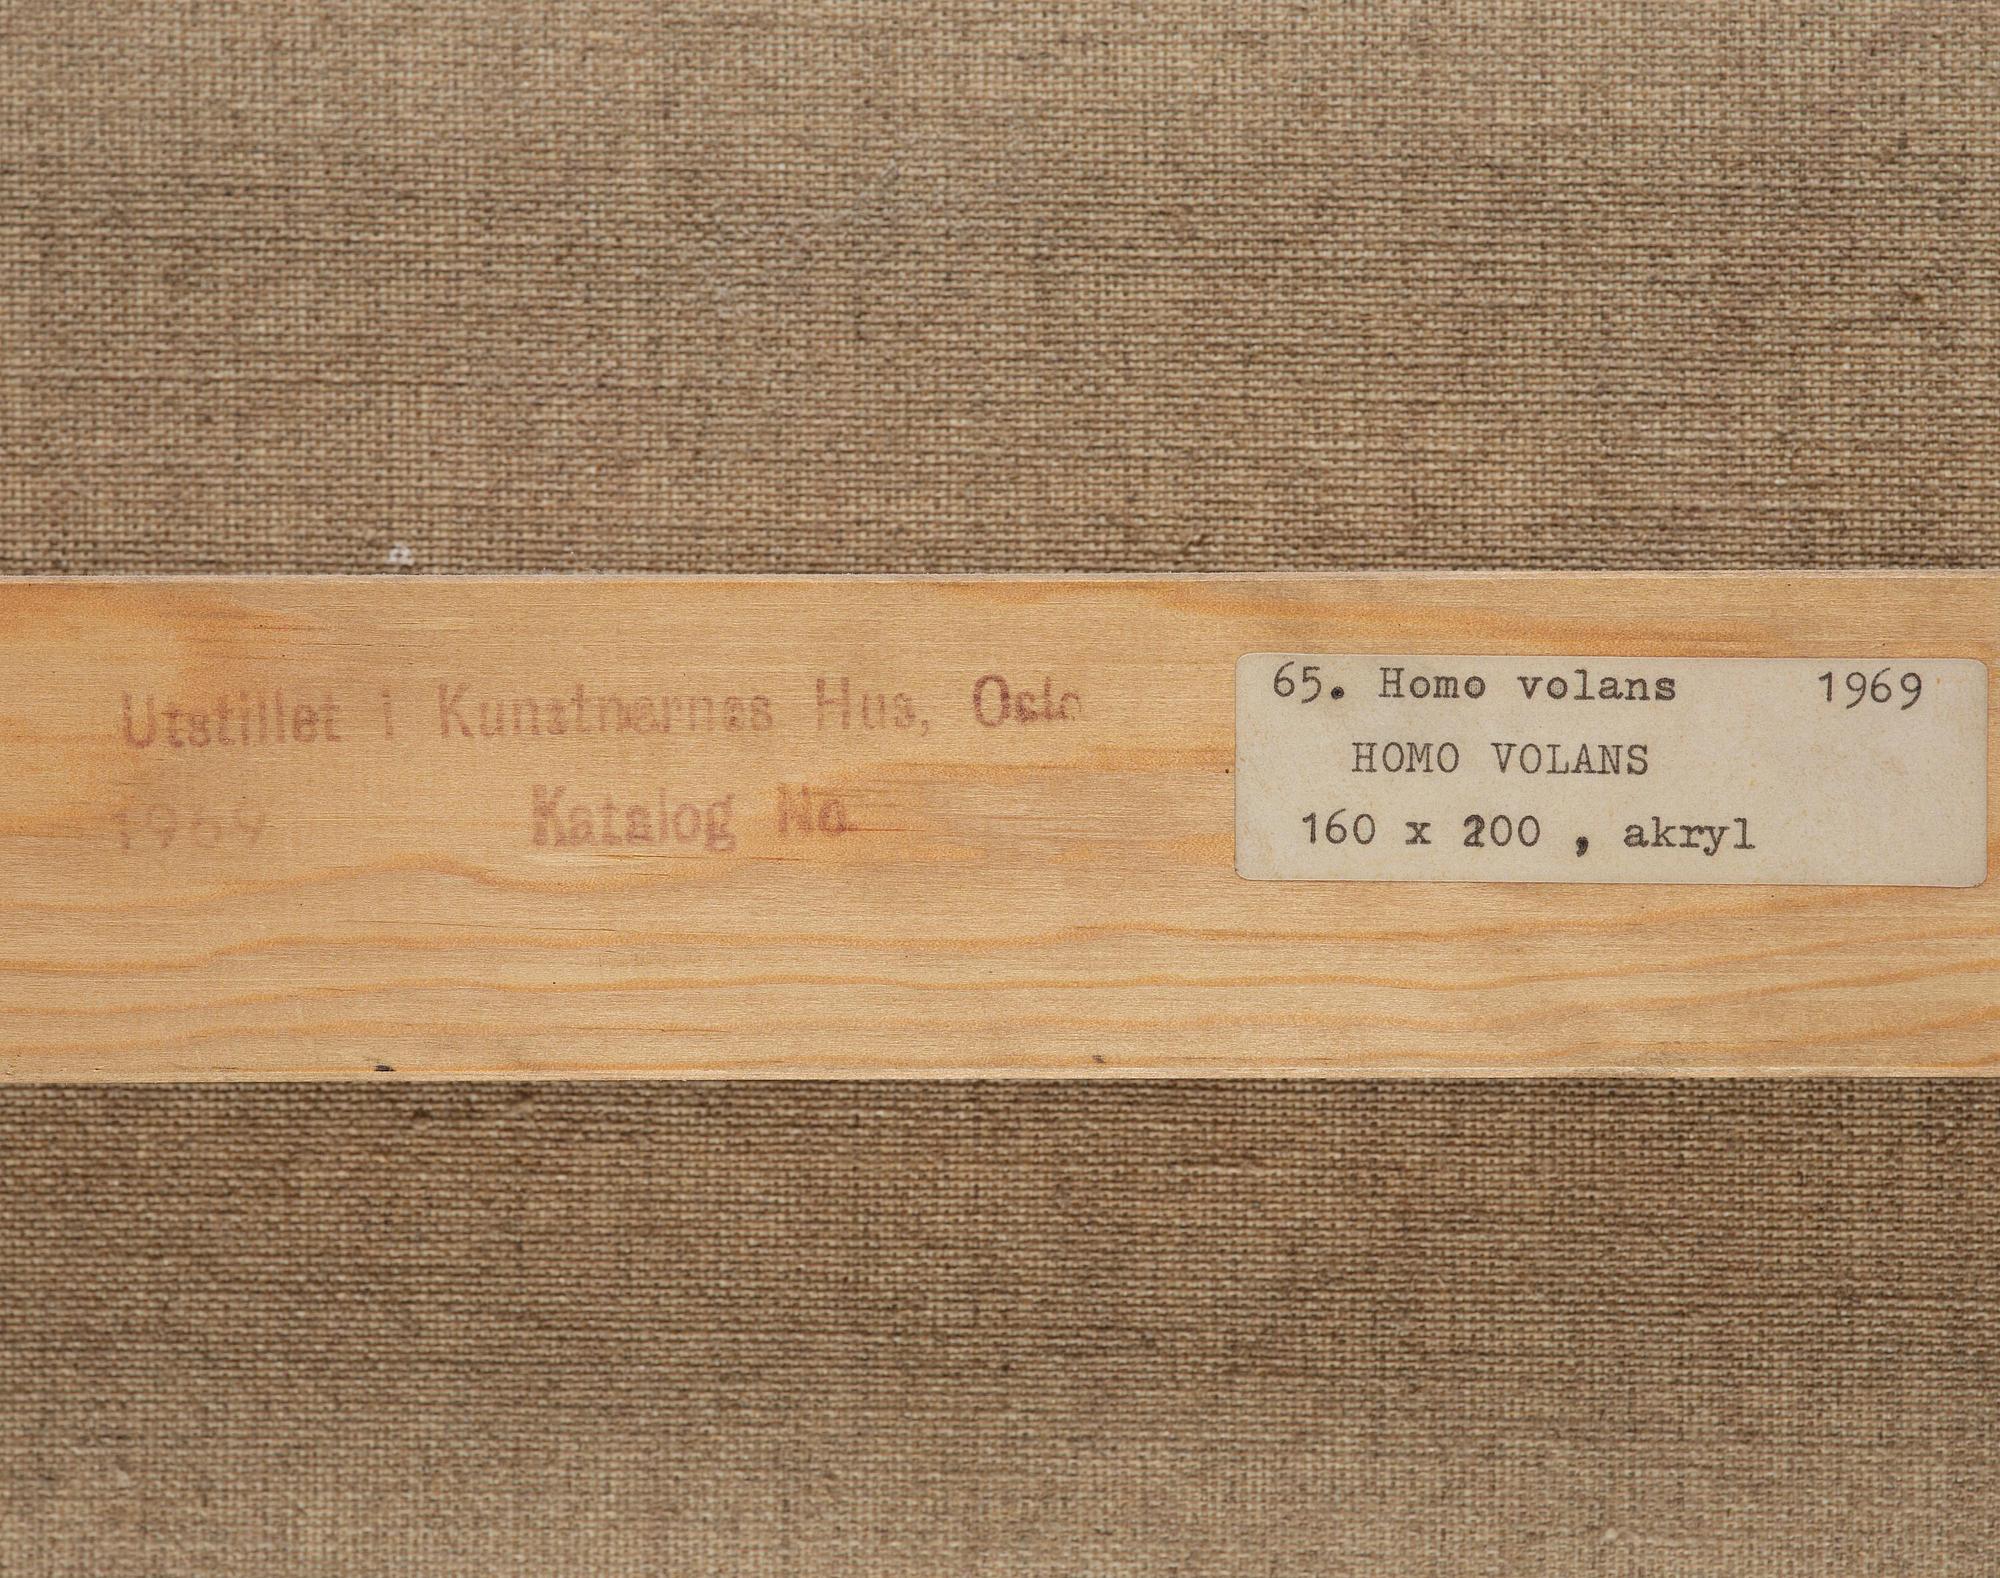 Utstillet i Kunstnernes Hus, Oslo
1969 Katalog No.
65. Homo volans 1969
HOMO VOLANS
160 x 200 , akryl